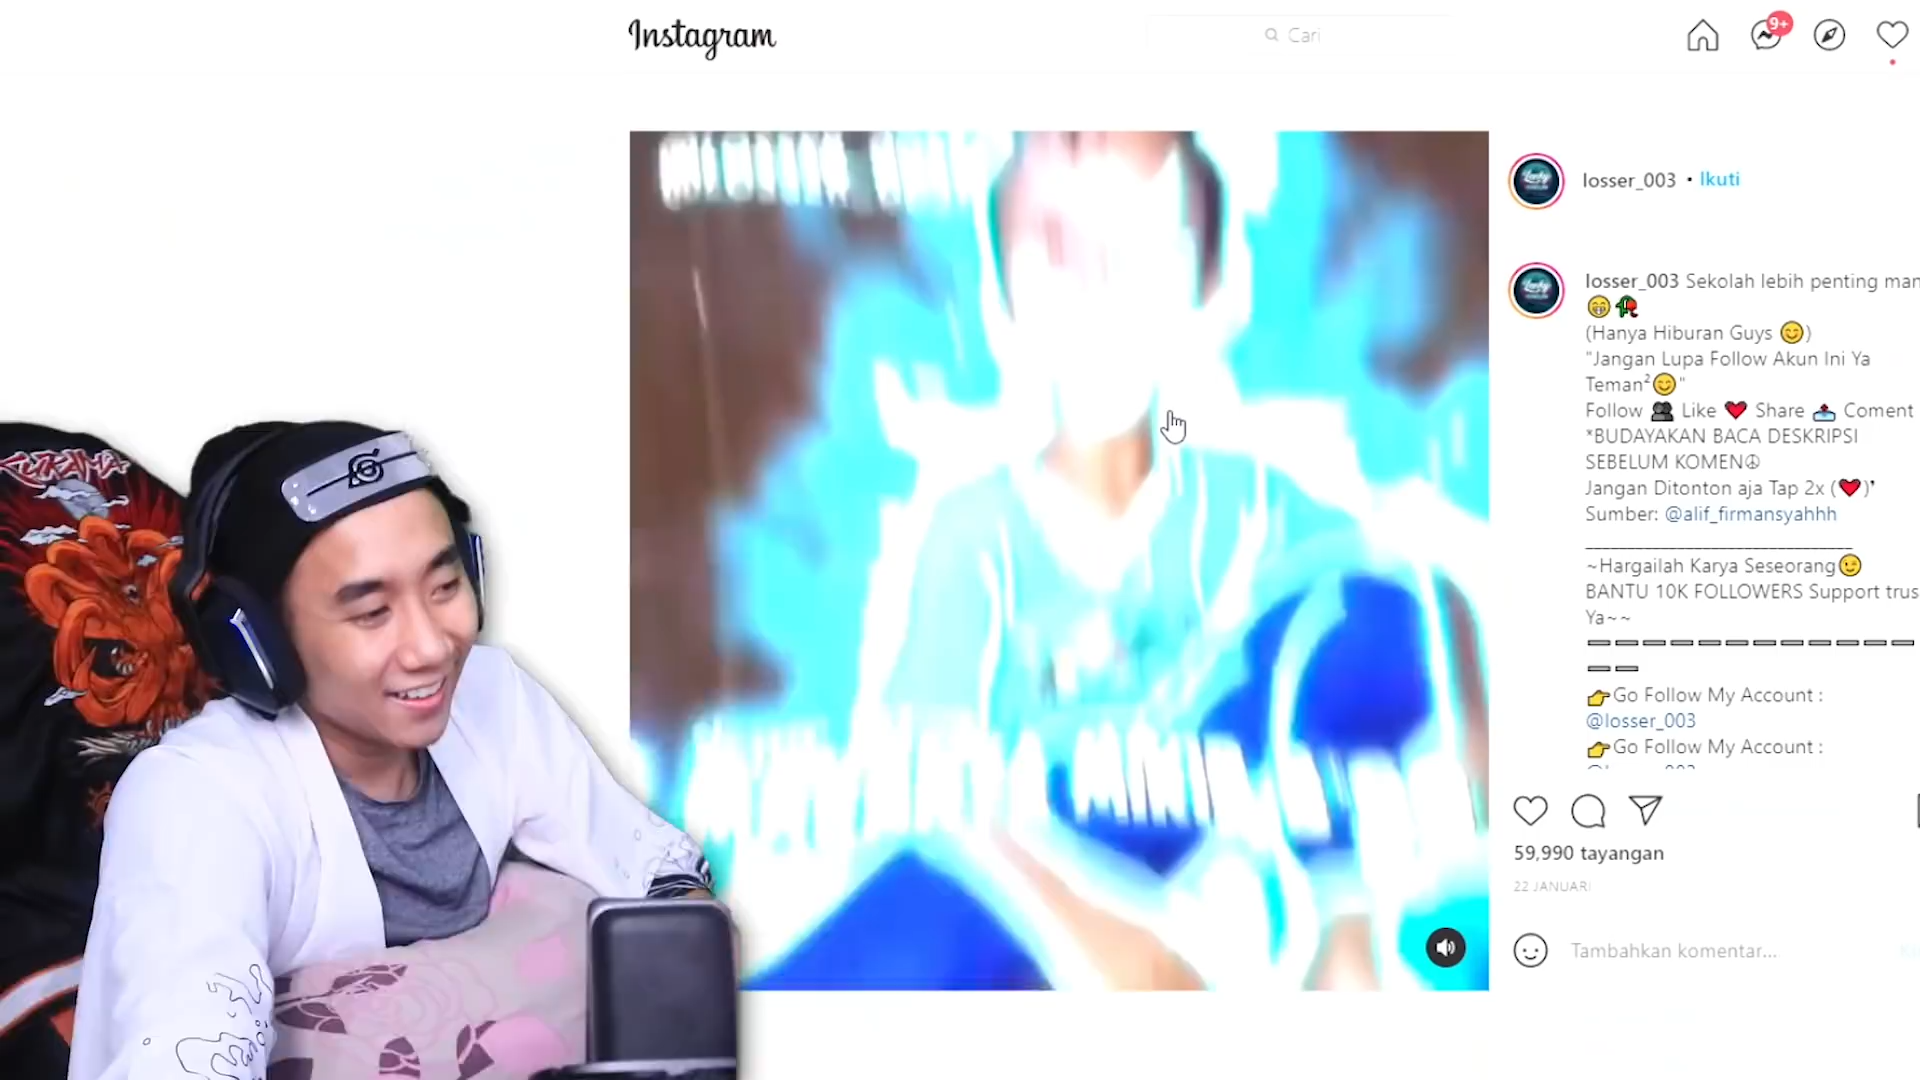 Instagram
Cari
9+
losser_003 • Ikuti
losser_003 Sekolah lebih penting man
😁🥀
(Hanya Hiburan Guys 😊)
"Jangan Lupa Follow Akun Ini Ya
Teman²😊"
Follow 👥 Like ❤️ Share 📤 Coment
*BUDAYAKAN BACA DESKRIPSI
SEBELUM KOMEN☮
Jangan Ditonton aja Tap 2x (❤️)'
Sumber: @alif_firmansyahhh
~Hargailah Karya Seseorang😉
BANTU 10K FOLLOWERS Support trus
Ya~~
👉Go Follow My Account :
@losser_003
👉Go Follow My Account :
59,990 tayangan
22 JANUARI
Tambahkan komentar...
KURAMA